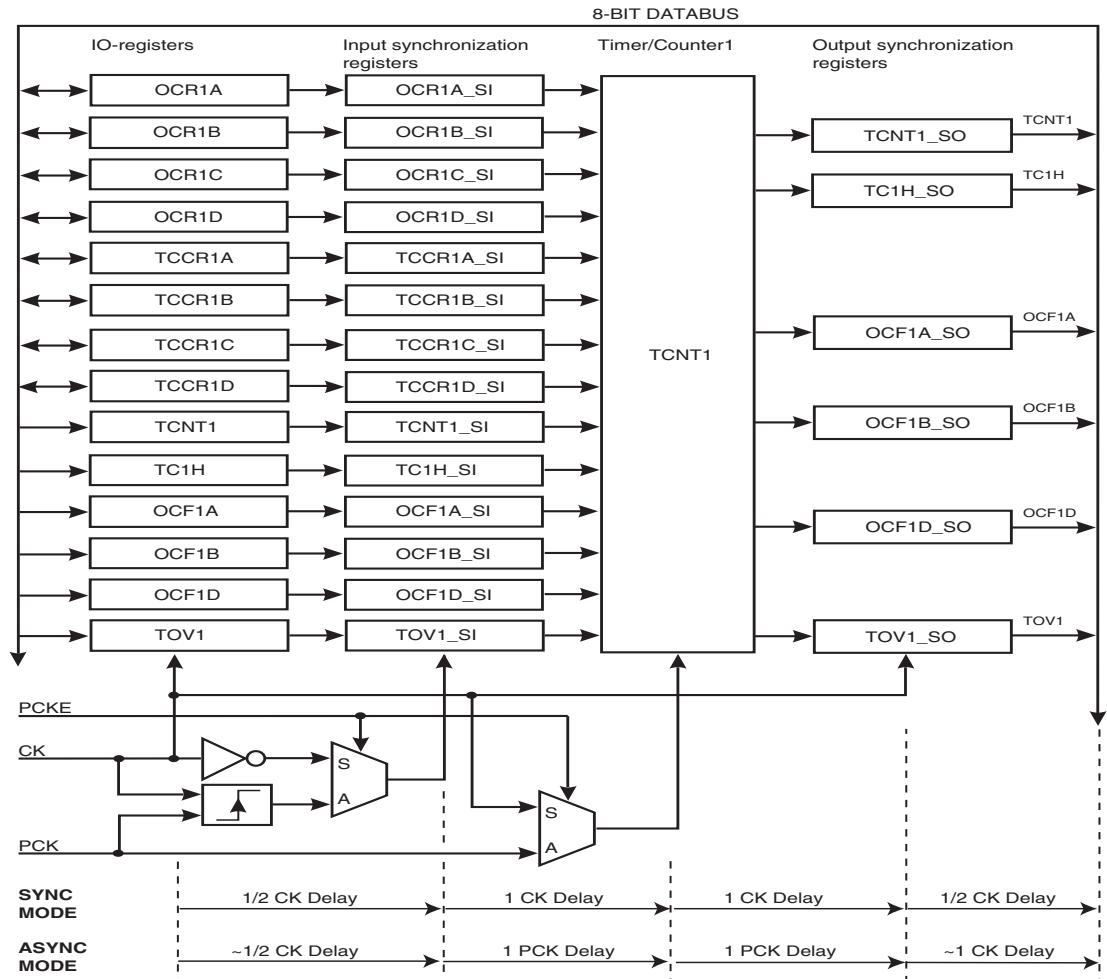 8-BIT DATABUS
IO-registers
Input synchronization
registers
Timer/Counter1
Output synchronization
registers
OCR1A
OCR1A_SI
OCR1B
OCR1B_SI
TCNT1_SO
TCNT1
OCR1C
OCR1C_SI
TC1H_SO
TC1H
OCR1D
OCR1D_SI
TCCR1A
TCCR1A_SI
TCCR1B
TCCR1B_SI
OCF1A_SO
OCF1A
TCCR1C
TCCR1C_SI
TCNT1
TCCR1D
TCCR1D_SI
TCNT1
TCNT1_SI
OCF1B_SO
OCF1B
TC1H
TC1H_SI
OCF1A
OCF1A_SI
OCF1D_SO
OCF1D
OCF1B
OCF1B_SI
OCF1D
OCF1D_SI
TOV1
TOV1_SI
TOV1_SO
TOV1
PCKE
CK
S
A
S
A
PCK
SYNC
MODE
1/2 CK Delay
1 CK Delay
1 CK Delay
1/2 CK Delay
ASYNC
MODE
~1/2 CK Delay
1 PCK Delay
1 PCK Delay
~1 CK Delay